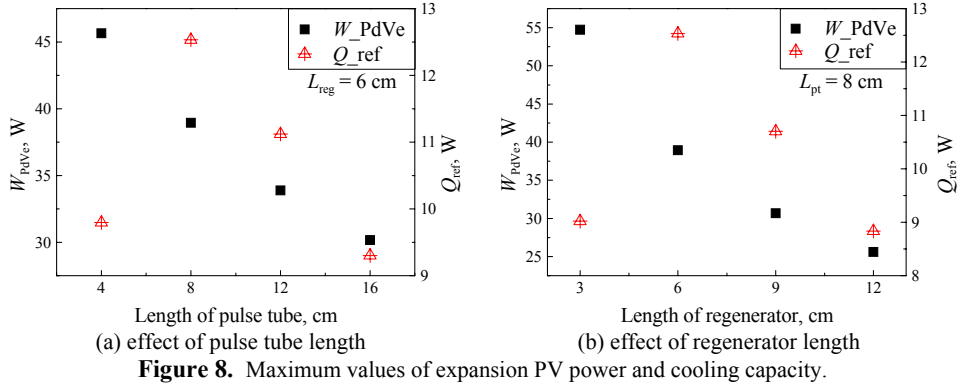 45
40
35
30
W_PdVe
Q_ref
L_reg = 6 cm
13
12
11
10
9
W_PdVe, W
Q_ref, W
4
8
12
16
Length of pulse tube, cm
(a) effect of pulse tube length
55
50
45
40
35
30
25
W_PdVe
Q_ref
L_pt = 8 cm
13
12
11
10
9
8
W_PdVe, W
Q_ref, W
3
6
9
12
Length of regenerator, cm
(b) effect of regenerator length
Figure 8. Maximum values of expansion PV power and cooling capacity.